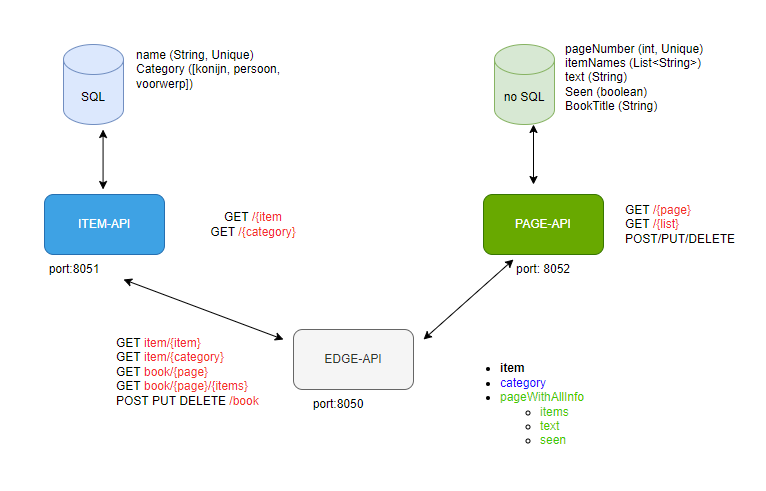 name (String, Unique)
Category ([konijn, persoon,
voorwerp])
SQL
pageNumber (int, Unique)
itemNames (List<String>)
text (String)
Seen (boolean)
BookTitle (String)
no SQL
ITEM-API
GET /{item
GET /{category}
port:8051
PAGE-API
GET /{page}
GET /{list}
POST/PUT/DELETE
port: 8052
GET item/{item}
GET item/{category}
GET book/{page}
GET book/{page}/{items}
POST PUT DELETE /book
EDGE-API
port:8050
item
category
pageWithAllInfo
items
text
seen